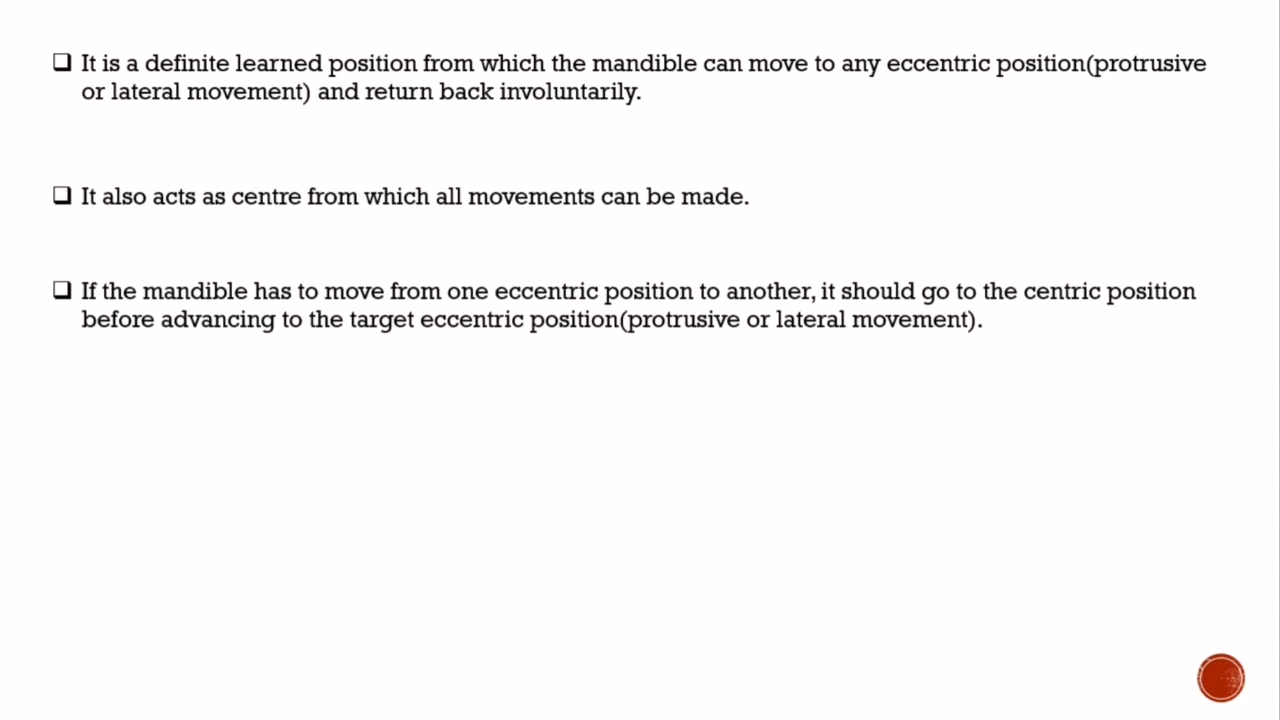 ❑ It is a definite learned position from which the mandible can move to any eccentric position(protrusive
or lateral movement) and return back involuntarily.
❑ It also acts as centre from which all movements can be made.
❑ If the mandible has to move from one eccentric position to another, it should go to the centric position
before advancing to the target eccentric position(protrusive or lateral movement).